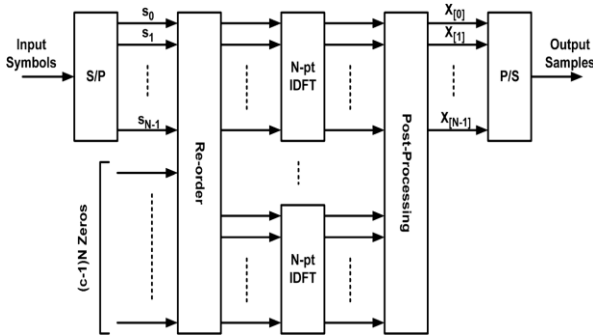 Input
Symbols
S/P
s0
s1
sN-1
(c-1)N Zeros
Re-order
N-pt
IDFT
N-pt
IDFT
Post-Processing
X[0]
X[1]
X[N-1]
P/S
Output
Samples